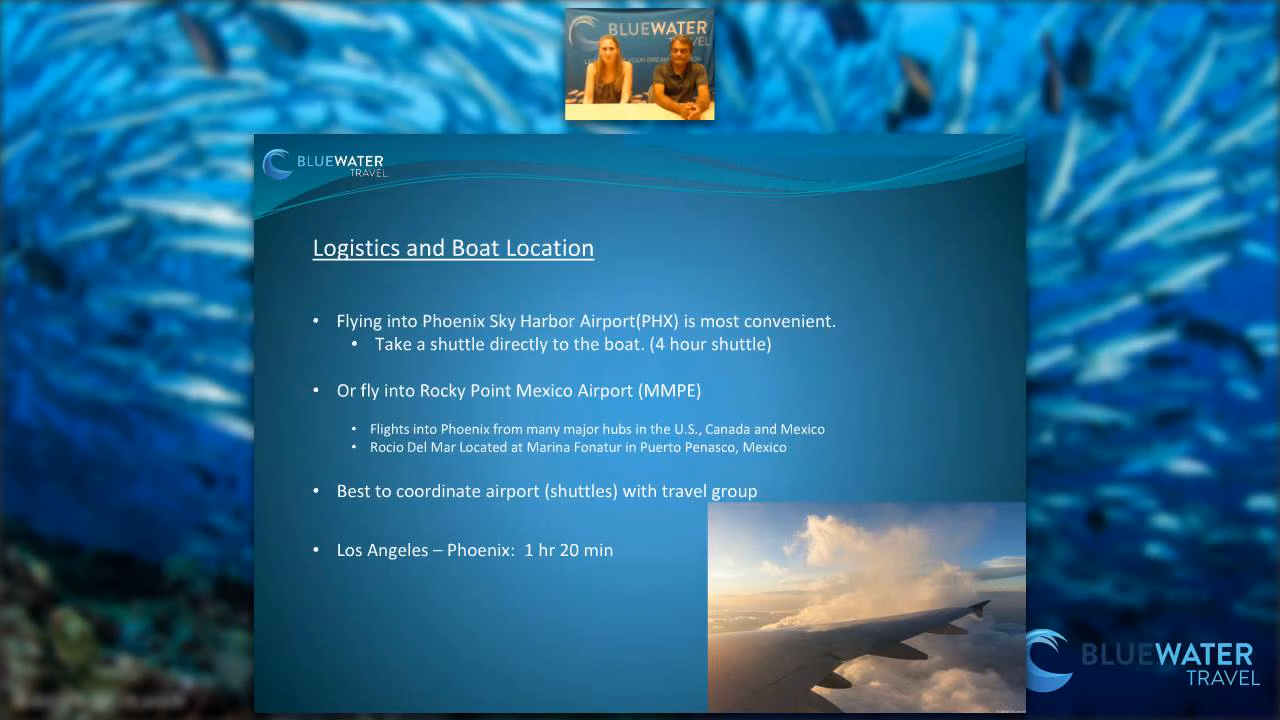 BLUEWATER
TRAVEL
BLUEWATER
TRAVEL
Logistics and Boat Location
• Flying into Phoenix Sky Harbor Airport(PHX) is most convenient.
• Take a shuttle directly to the boat. (4 hour shuttle)
• Or fly into Rocky Point Mexico Airport (MMPE)
• Flights into Phoenix from many major hubs in the U.S., Canada and Mexico
• Rocio Del Mar Located at Marina Fonatur in Puerto Penasco, Mexico
• Best to coordinate airport (shuttles) with travel group
• Los Angeles – Phoenix: 1 hr 20 min
BLUEWATER
TRAVEL